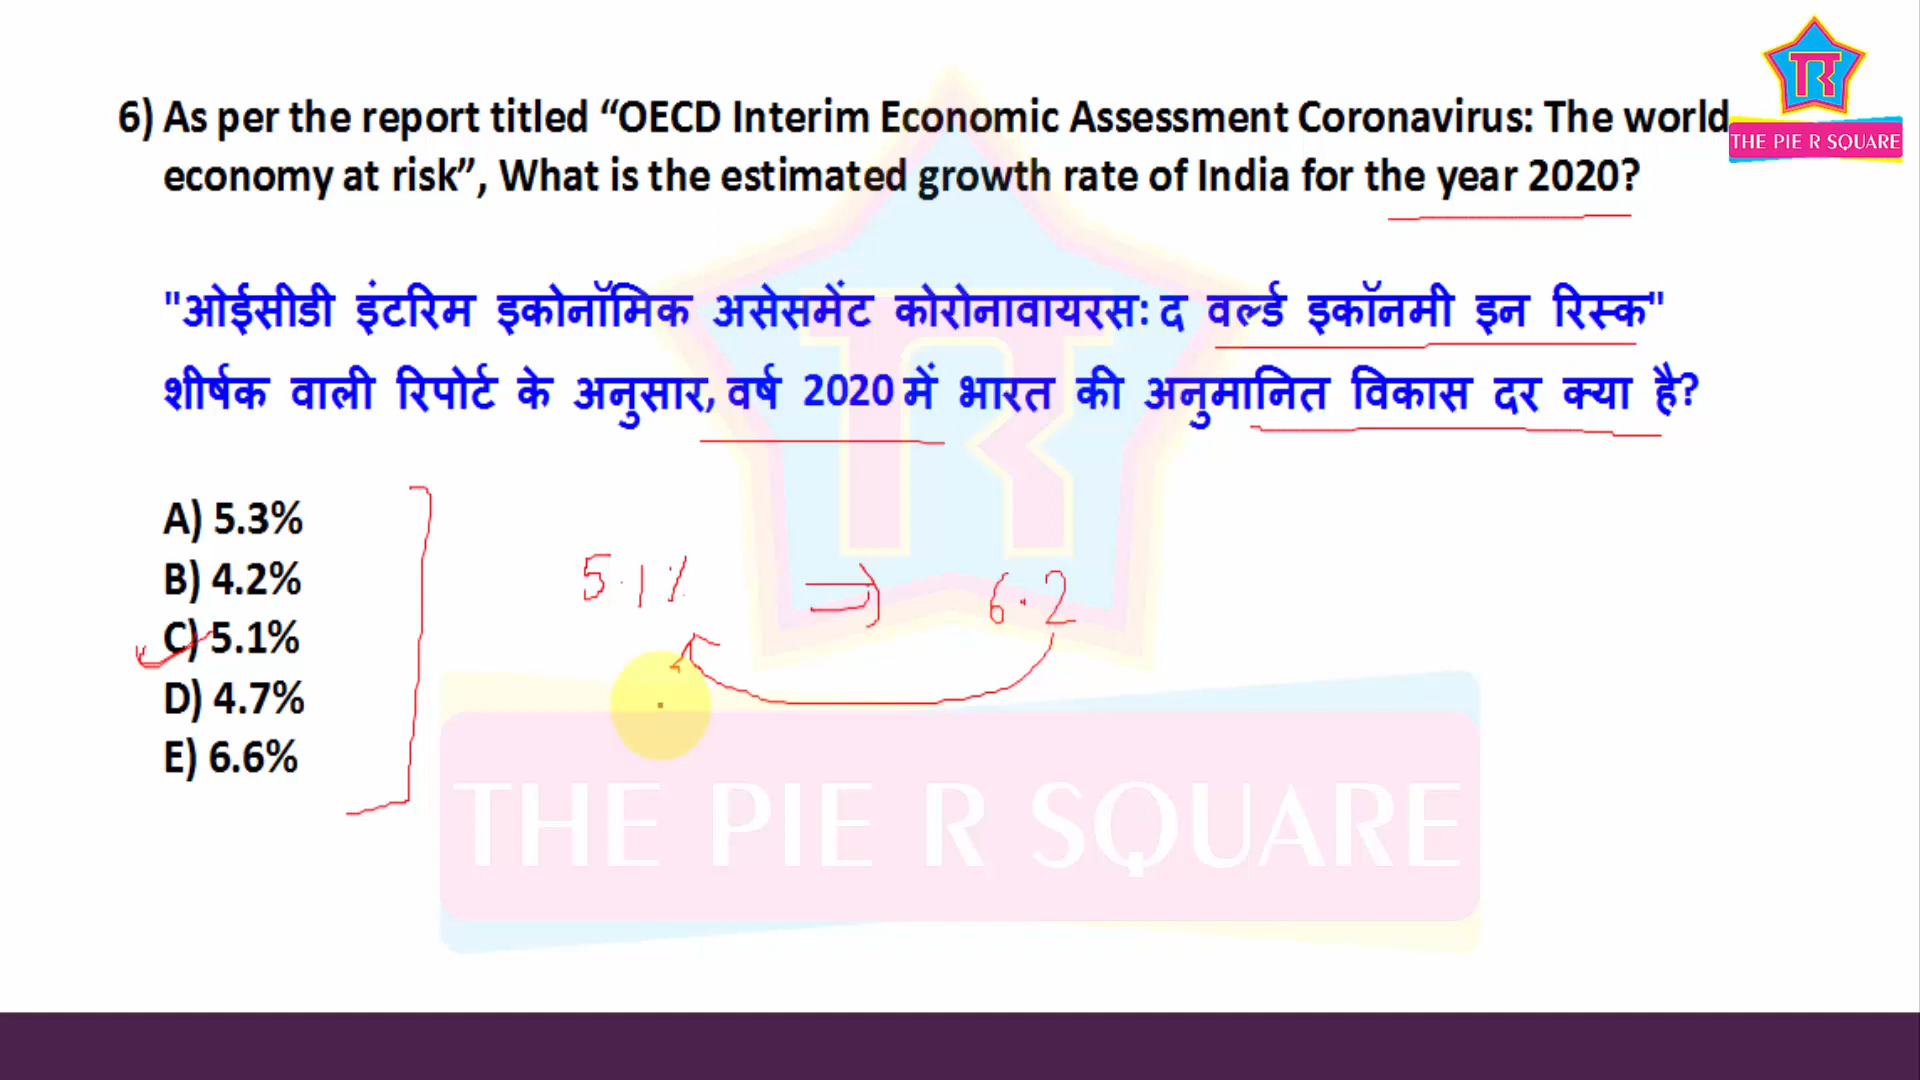 6) As per the report titled “OECD Interim Economic Assessment Coronavirus: The world
economy at risk”, What is the estimated growth rate of India for the year 2020?
"ओईसीडी इंटरिम इकोनॉमिक असेसमेंट कोरोनावायरस: द वर्ल्ड इकॉनमी इन रिस्क"
शीर्षक वाली रिपोर्ट के अनुसार, वर्ष 2020 में भारत की अनुमानित विकास दर क्या है?
A) 5.3%
B) 4.2%
C) 5.1%
D) 4.7%
E) 6.6%
5.1% ⇒ 6.2
THE PIE R SQUARE
THE PIE R SQUARE